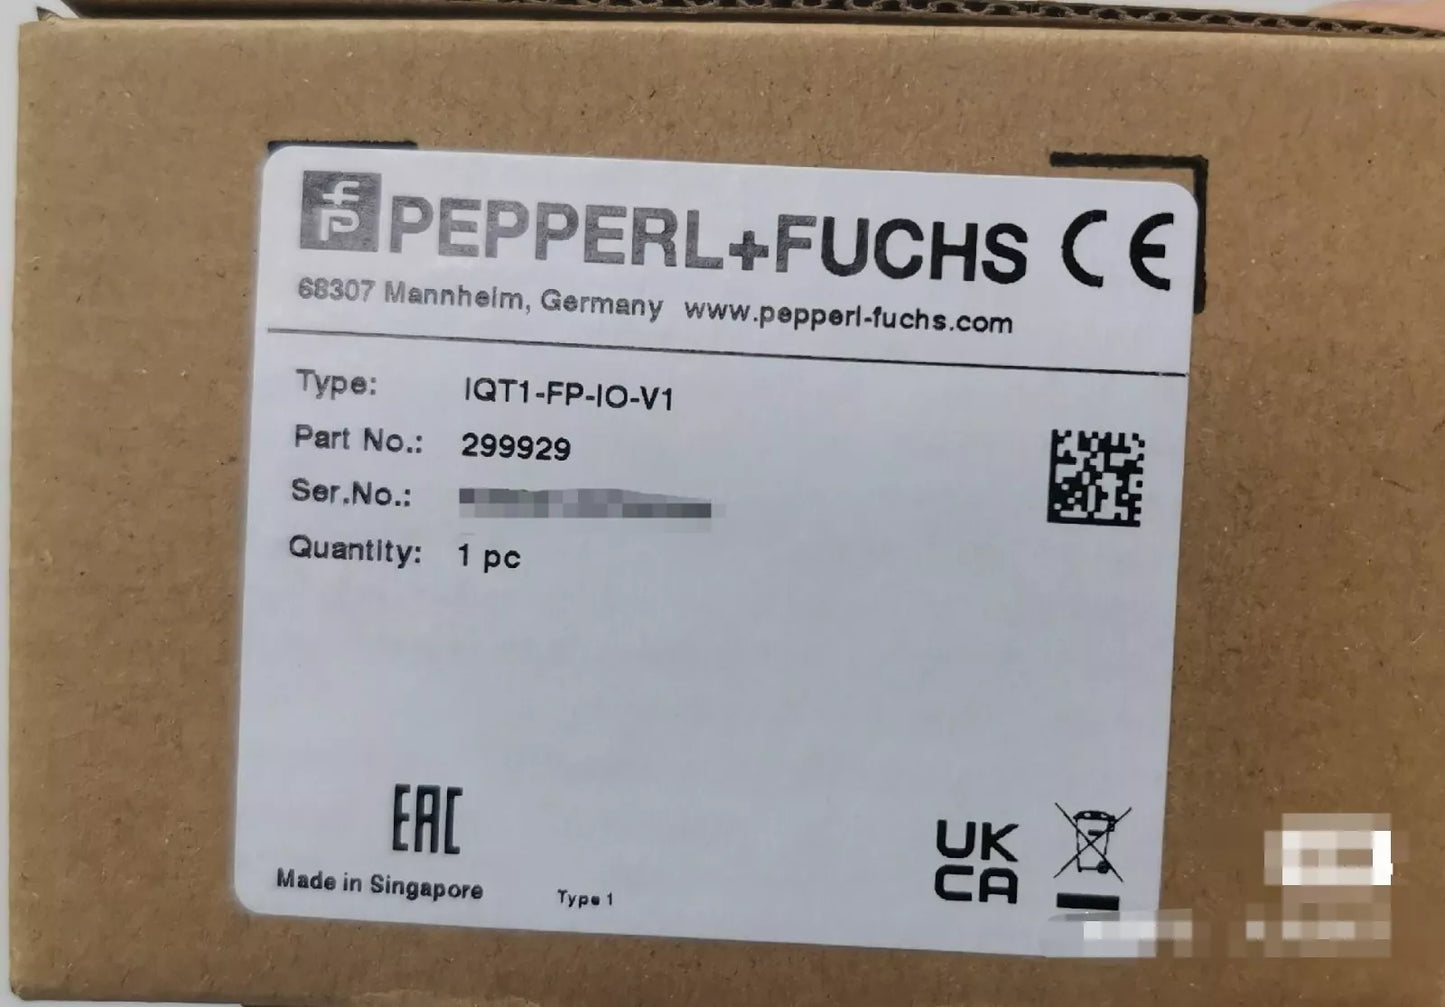 PEPPERL+FUCHS CE
68307 Mannheim, Germany www.pepperl-fuchs.com
Type: IQT1-FP-IO-V1
Part No.: 299929
Ser.No.:
Quantity: 1 pc
EAC
UK
CA
Made in Singapore Type 1